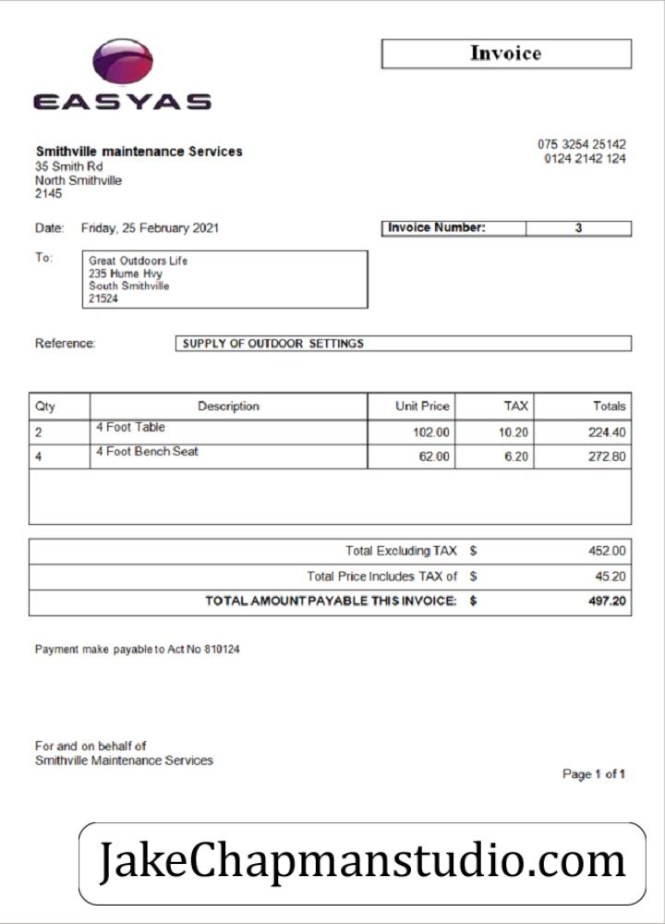 Invoice
EASYAS
Smithville maintenance Services
35 Smith Rd
North Smithville
2145
075 3254 25142
0124 2142 124
Date: Friday, 25 February 2021
Invoice Number: 3
To:
Great Outdoors Life
235 Hume Hvy
South Smithville
21524
Reference: SUPPLY OF OUTDOOR SETTINGS
Qty Description Unit Price TAX Totals
2 4 Foot Table 102.00 10.20 224.40
4 4 Foot Bench Seat 62.00 6.20 272.80
Total Excluding TAX $ 452.00
Total Price Includes TAX of $ 45.20
TOTAL AMOUNT PAYABLE THIS INVOICE: $ 497.20
Payment make payable to Act No 810124
For and on behalf of
Smithville Maintenance Services
Page 1 of 1
JakeChapmanstudio.com